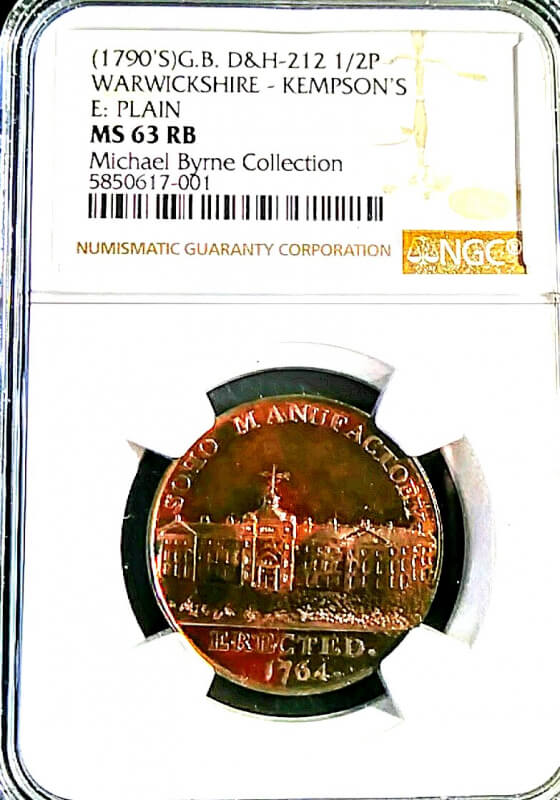 (1790'S)G.B. D&H-212 1/2P
WARWICKSHIRE - KEMPSON'S
E: PLAIN
MS 63 RB
Michael Byrne Collection
5850617-001
NUMISMATIC GUARANTY CORPORATION
NGC®
SOHO MANUFACTORY
ERECTED.
1764.